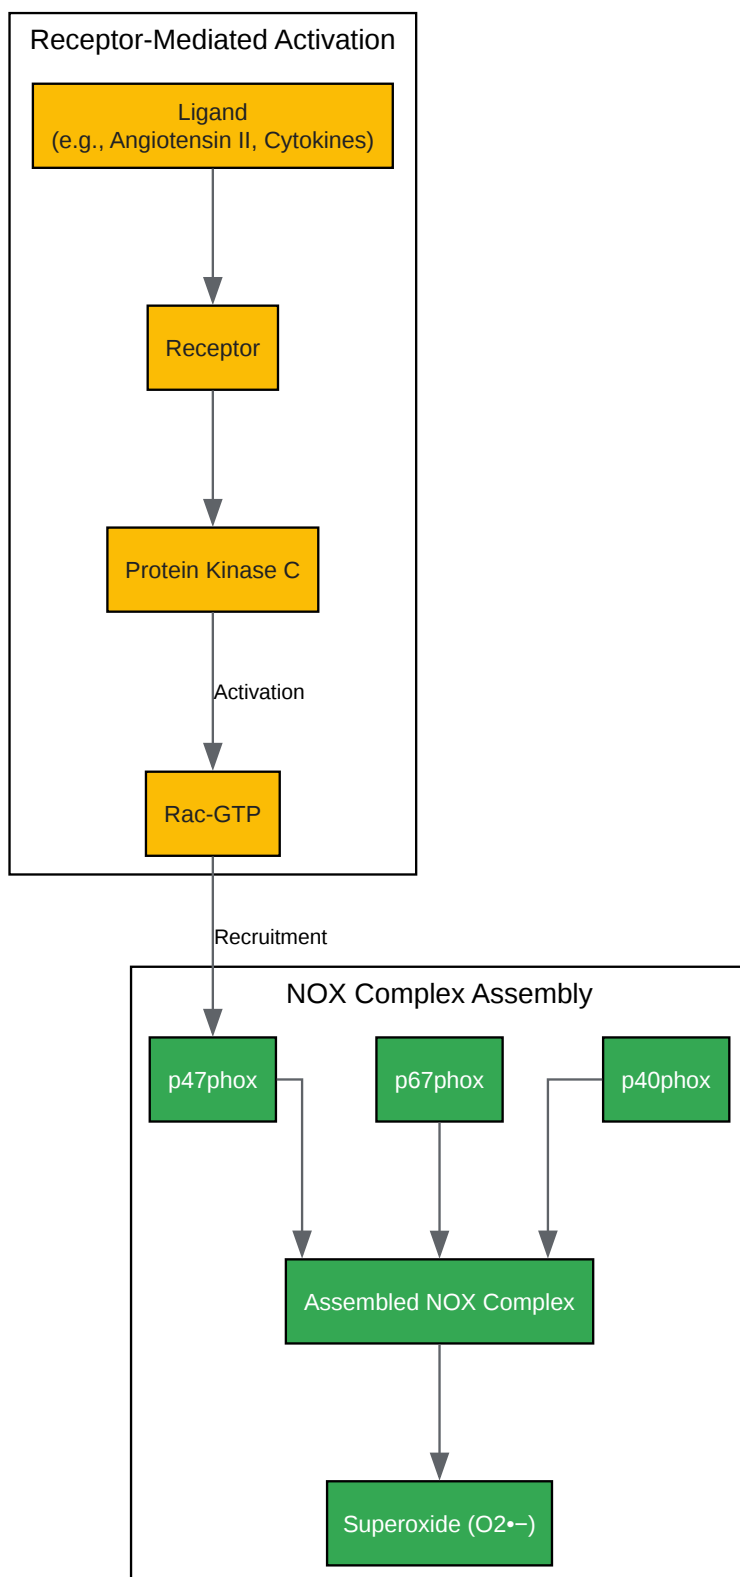 Receptor-Mediated Activation
Ligand
(e.g., Angiotensin II, Cytokines)
Receptor
Protein Kinase C
Activation
Rac-GTP
Recruitment
NOX Complex Assembly
p47phox
p67phox
p40phox
Assembled NOX Complex
Superoxide (O2•−)